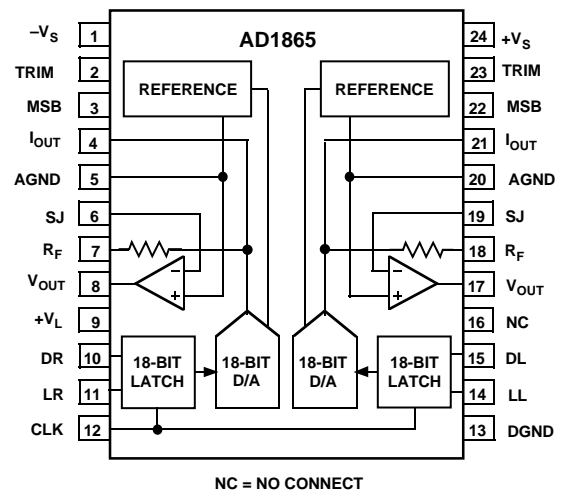 AD1865
–VS 1
TRIM 2
MSB 3
IOUT 4
AGND 5
SJ 6
RF 7
VOUT 8
+VL 9
DR 10
LR 11
CLK 12
24 +VS
23 TRIM
22 MSB
21 IOUT
20 AGND
19 SJ
18 RF
17 VOUT
16 NC
15 DL
14 LL
13 DGND
REFERENCE
REFERENCE
–
+
–
+
18-BIT
LATCH
18-BIT
D/A
18-BIT
D/A
18-BIT
LATCH
NC = NO CONNECT